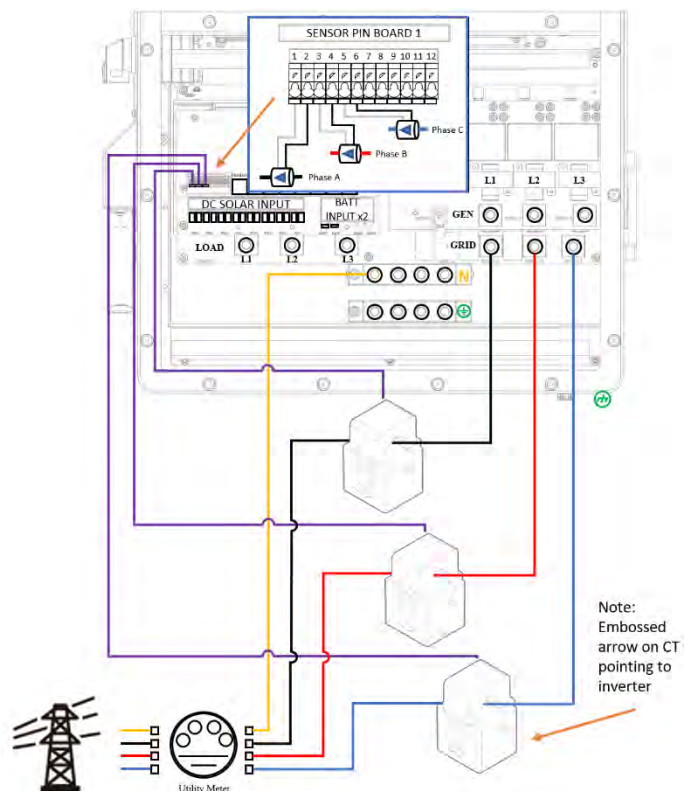 SENSOR PIN BOARD 1
1 2 3 4 5 6 7 8 9 10 11 12
Phase C
Phase B
Phase A
L1 L2 L3
DC SOLAR INPUT
BATT
INPUT x2
GEN
LOAD
GRID
L1 L2 L3
N
Note:
Embossed
arrow on CT
pointing to
inverter
Utility Meter